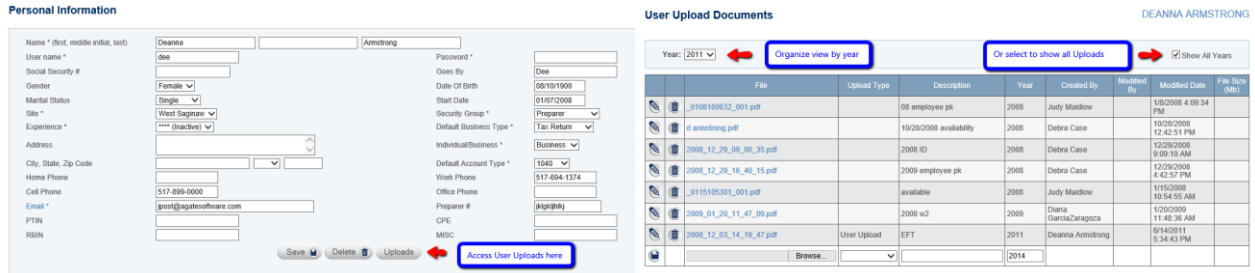 Personal Information
Name * (first, middle initial, last) Deanna Armstrong
User name * dee Password *
Social Security # Goes By Dee
Gender Female Date Of Birth 08/10/1900
Marital Status Single Start Date 01/07/2008
Site * West Saginaw Security Group * Preparer
Experience * **** (Inactive) Default Business Type * Tax Return
Address Individual/Business * Business
City, State, Zip Code Default Account Type * 1040
Home Phone Work Phone 517-694-1374
Cell Phone 517-899-0000 Office Phone
Email * jpost@agatesoftware.com Preparer #
PTIN CPE
RBIN MISC
Save Delete Uploads Access User Uploads here
User Upload Documents DEANNA ARMSTRONG
Year: 2011 Organize view by year Or select to show all Uploads Show All Years
File Upload Type Description Year Created By Modified By Modified Date File Size (Mb)
_0108160632_001.pdf 08 employee pk 2008 Judy Maidlow 1/8/2008 4:09:34 PM
d armstrong.pdf 10/28/2008 availability 2008 Debra Case 10/28/2008 12:42:51 PM
2008_12_29_09_08_35.pdf 2008 ID 2008 Debra Case 12/29/2008 9:09:10 AM
2008_12_29_16_40_15.pdf 2009 employee pk 2008 Debra Case 12/29/2008 4:42:57 PM
_0115105301_001.pdf available 2008 Judy Maidlow 1/15/2008 10:54:55 AM
2009_01_20_11_47_09.pdf 2008 w2 2009 Diana GarciaZaragoza 1/20/2009 11:48:36 AM
2008_12_03_14_19_47.pdf User Upload EFT 2011 Deanna Armstrong 6/14/2011 5:34:43 PM
Browse... 2014